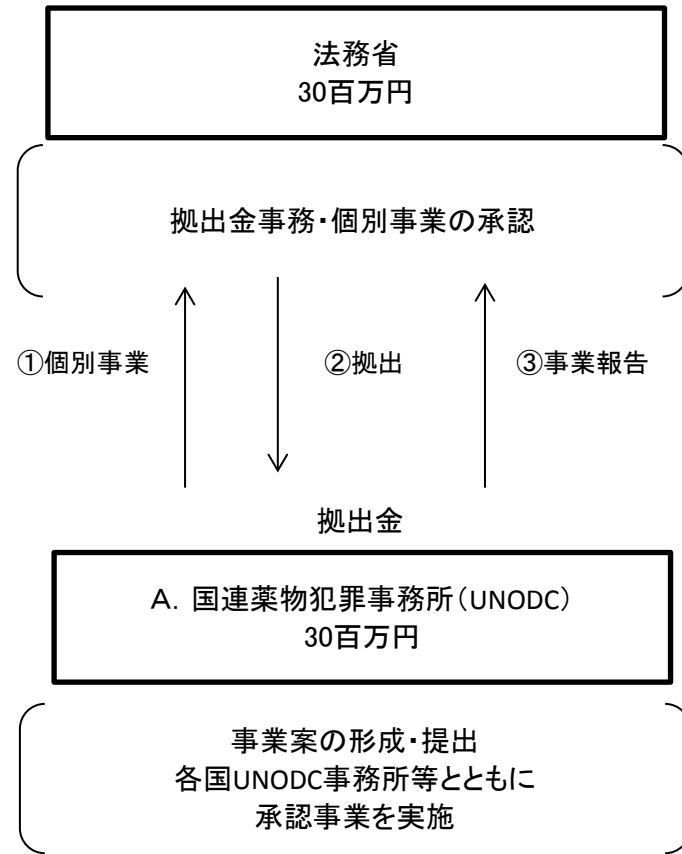 法務省
30百万円
拠出金事務・個別事業の承認
①個別事業
②拠出
③事業報告
拠出金
A．国連薬物犯罪事務所（UNODC）
30百万円
事業案の形成・提出
各国UNODC事務所等とともに
承認事業を実施